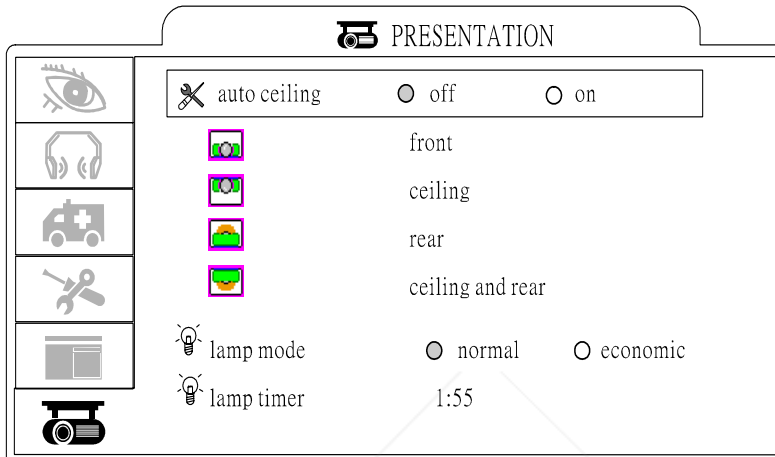 PRESENTATION
auto ceiling off on
front
ceiling
rear
ceiling and rear
lamp mode normal economic
lamp timer 1:55